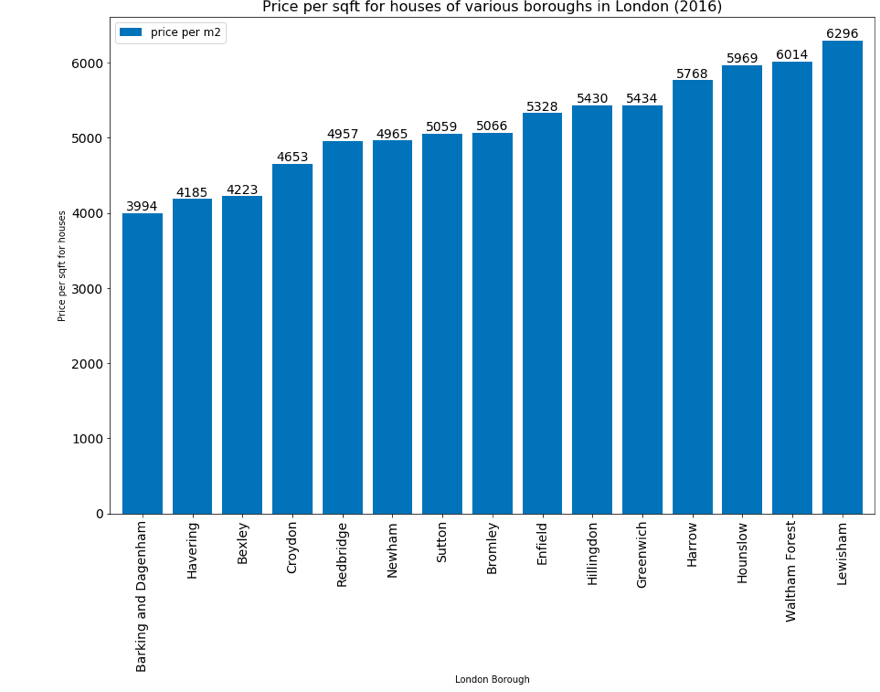 Price per sqft for houses of various boroughs in London (2016)
price per m2
Price per sqft for houses
6000
5000
4000
3000
2000
1000
0
3994
4185
4223
4653
4957
4965
5059
5066
5328
5430
5434
5768
5969
6014
6296
Barking and Dagenham
Havering
Bexley
Croydon
Redbridge
Newham
Sutton
Bromley
Enfield
Hillingdon
Greenwich
Harrow
Hounslow
Waltham Forest
Lewisham
London Borough